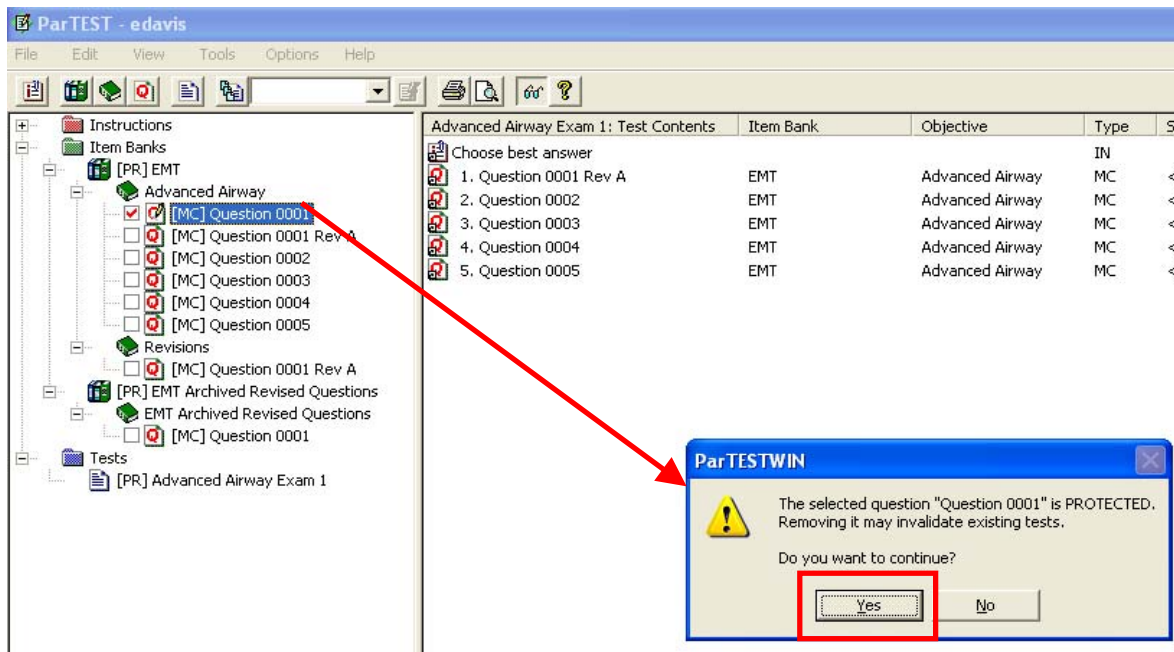 ParTEST - edavis
File Edit View Tools Options Help
Instructions
Item Banks
[PR] EMT
Advanced Airway
[MC] Question 0001
[MC] Question 0001 Rev A
[MC] Question 0002
[MC] Question 0003
[MC] Question 0004
[MC] Question 0005
Revisions
[MC] Question 0001 Rev A
[PR] EMT Archived Revised Questions
EMT Archived Revised Questions
[MC] Question 0001
Tests
[PR] Advanced Airway Exam 1
Advanced Airway Exam 1: Test Contents Item Bank Objective Type S
Choose best answer IN
1. Question 0001 Rev A EMT Advanced Airway MC <
2. Question 0002 EMT Advanced Airway MC <
3. Question 0003 EMT Advanced Airway MC <
4. Question 0004 EMT Advanced Airway MC <
5. Question 0005 EMT Advanced Airway MC <
ParTESTWIN
The selected question "Question 0001" is PROTECTED.
Removing it may invalidate existing tests.
Do you want to continue?
Yes No